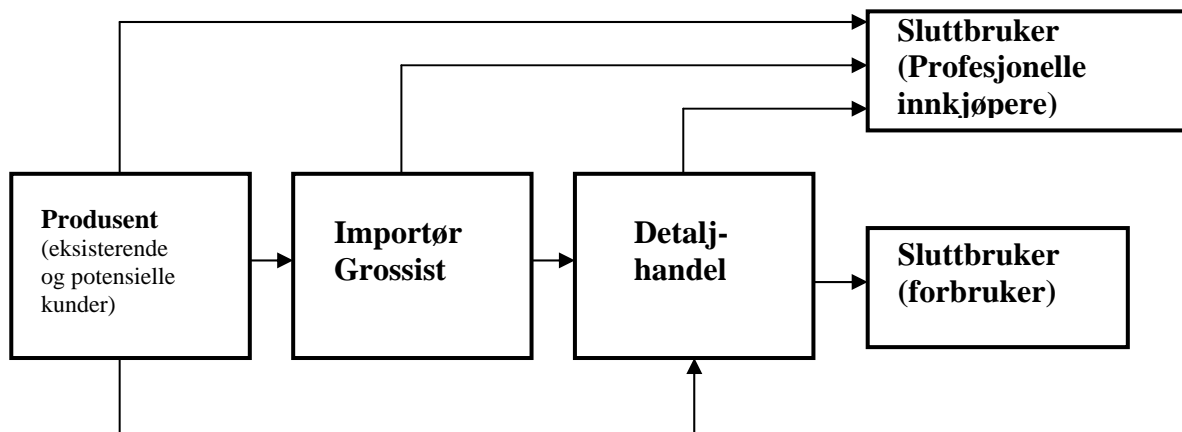 Sluttbruker
(Profesjonelle
innkjøpere)
Produsent
(eksisterende
og potensielle
kunder)
Importør
Grossist
Detalj-
handel
Sluttbruker
(forbruker)